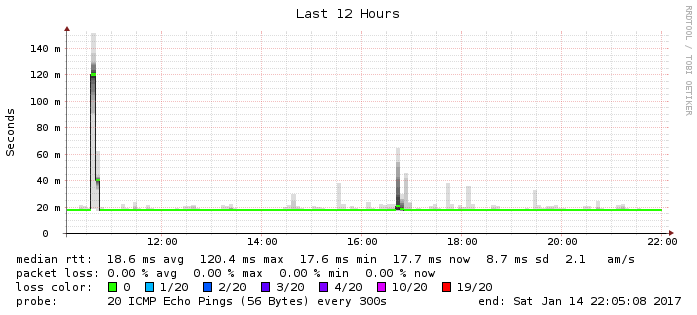 Last 12 Hours
RRDTOOL / TOBI OETIKER
Seconds
140 m
120 m
100 m
80 m
60 m
40 m
20 m
0
12:00 14:00 16:00 18:00 20:00 22:00
median rtt: 18.6 ms avg 120.4 ms max 17.6 ms min 17.7 ms now 8.7 ms sd 2.1 am/s
packet loss: 0.00 % avg 0.00 % max 0.00 % min 0.00 % now
loss color: 0 1/20 2/20 3/20 4/20 10/20 19/20
probe: 20 ICMP Echo Pings (56 Bytes) every 300s end: Sat Jan 14 22:05:08 2017